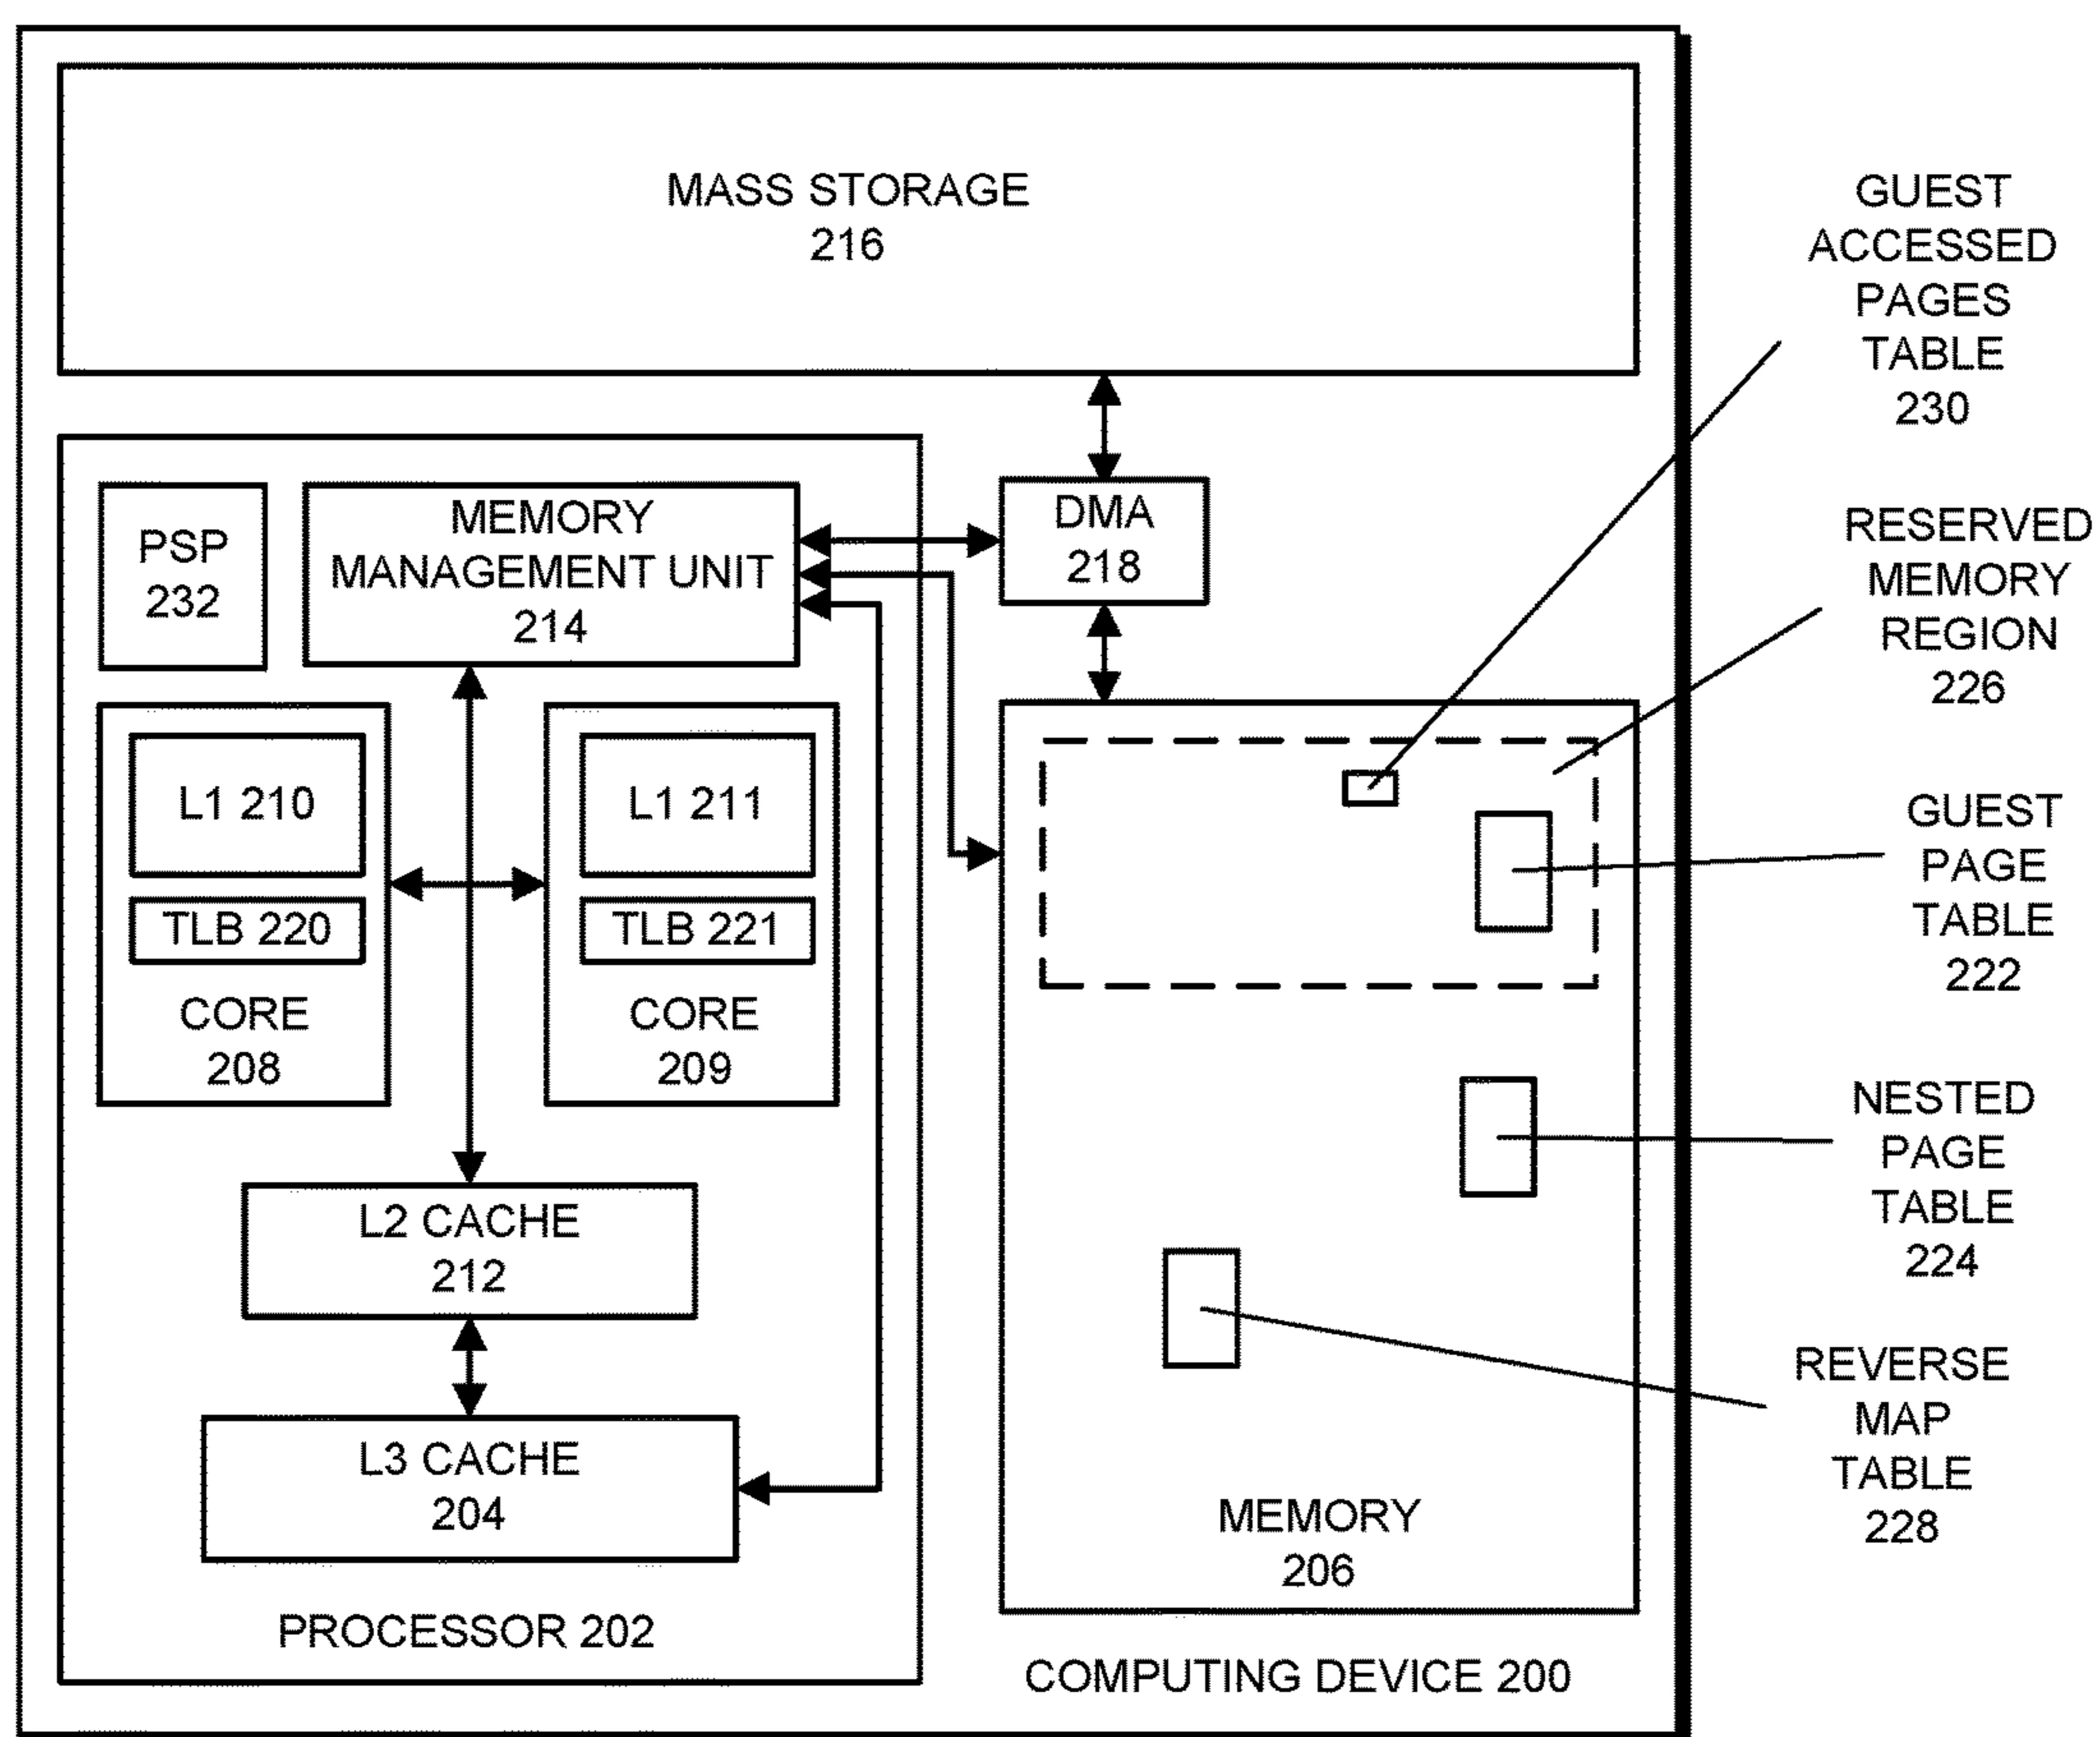 MASS STORAGE
216
GUEST
ACCESSED
PAGES
TABLE
230
PSP
232
MEMORY
MANAGEMENT UNIT
214
DMA
218
RESERVED
MEMORY
REGION
226
L1 210
TLB 220
CORE
208
L1 211
TLB 221
CORE
209
GUEST
PAGE
TABLE
222
L2 CACHE
212
NESTED
PAGE
TABLE
224
L3 CACHE
204
REVERSE
MAP
TABLE
228
MEMORY
206
PROCESSOR 202
COMPUTING DEVICE 200